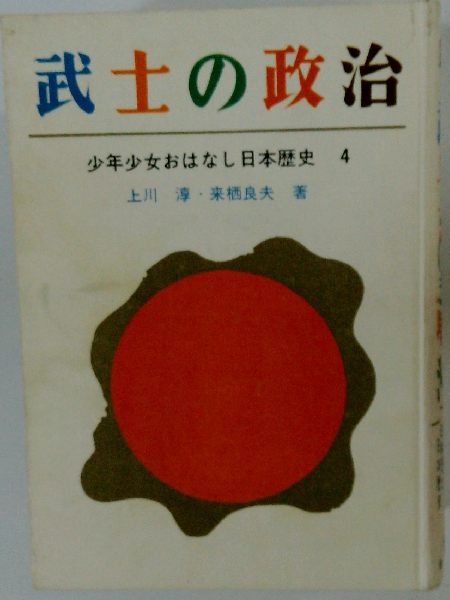 武士の政治
少年少女おはなし日本歴史 4
上川 淳・来栖良夫 著